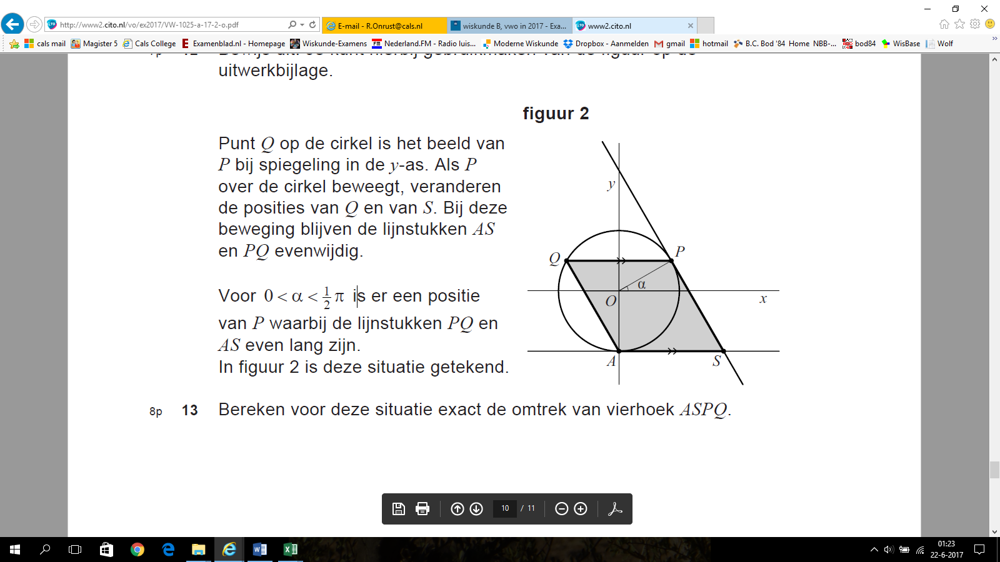 http://www2.cito.nl/vo/ex2017/VW-1025-a-17-2-o.pdf
E-mail - R.Onrust@cals.nl
wiskunde B, vwo in 2017 - Exa...
www2.cito.nl
cals mail
Magister 5
Cals College
Examenblad.nl - Homepage
Wiskunde-Examens
Nederland.FM - Radio luis...
Moderne Wiskunde
Dropbox - Aanmelden
gmail
hotmail
B.C. Bod '84 Home NBB-...
bod84
WisBase
Wolf
uitwerkbijlage.
figuur 2
Punt Q op de cirkel is het beeld van
P bij spiegeling in de y-as. Als P
over de cirkel beweegt, veranderen
de posities van Q en van S. Bij deze
beweging blijven de lijnstukken AS
en PQ evenwijdig.
Voor 0 < α < 1/2 π is er een positie
van P waarbij de lijnstukken PQ en
AS even lang zijn.
In figuur 2 is deze situatie getekend.
y
Q
P
α
O
x
A
S
8p 13 Bereken voor deze situatie exact de omtrek van vierhoek ASPQ.
10 / 11
01:23
22-6-2017